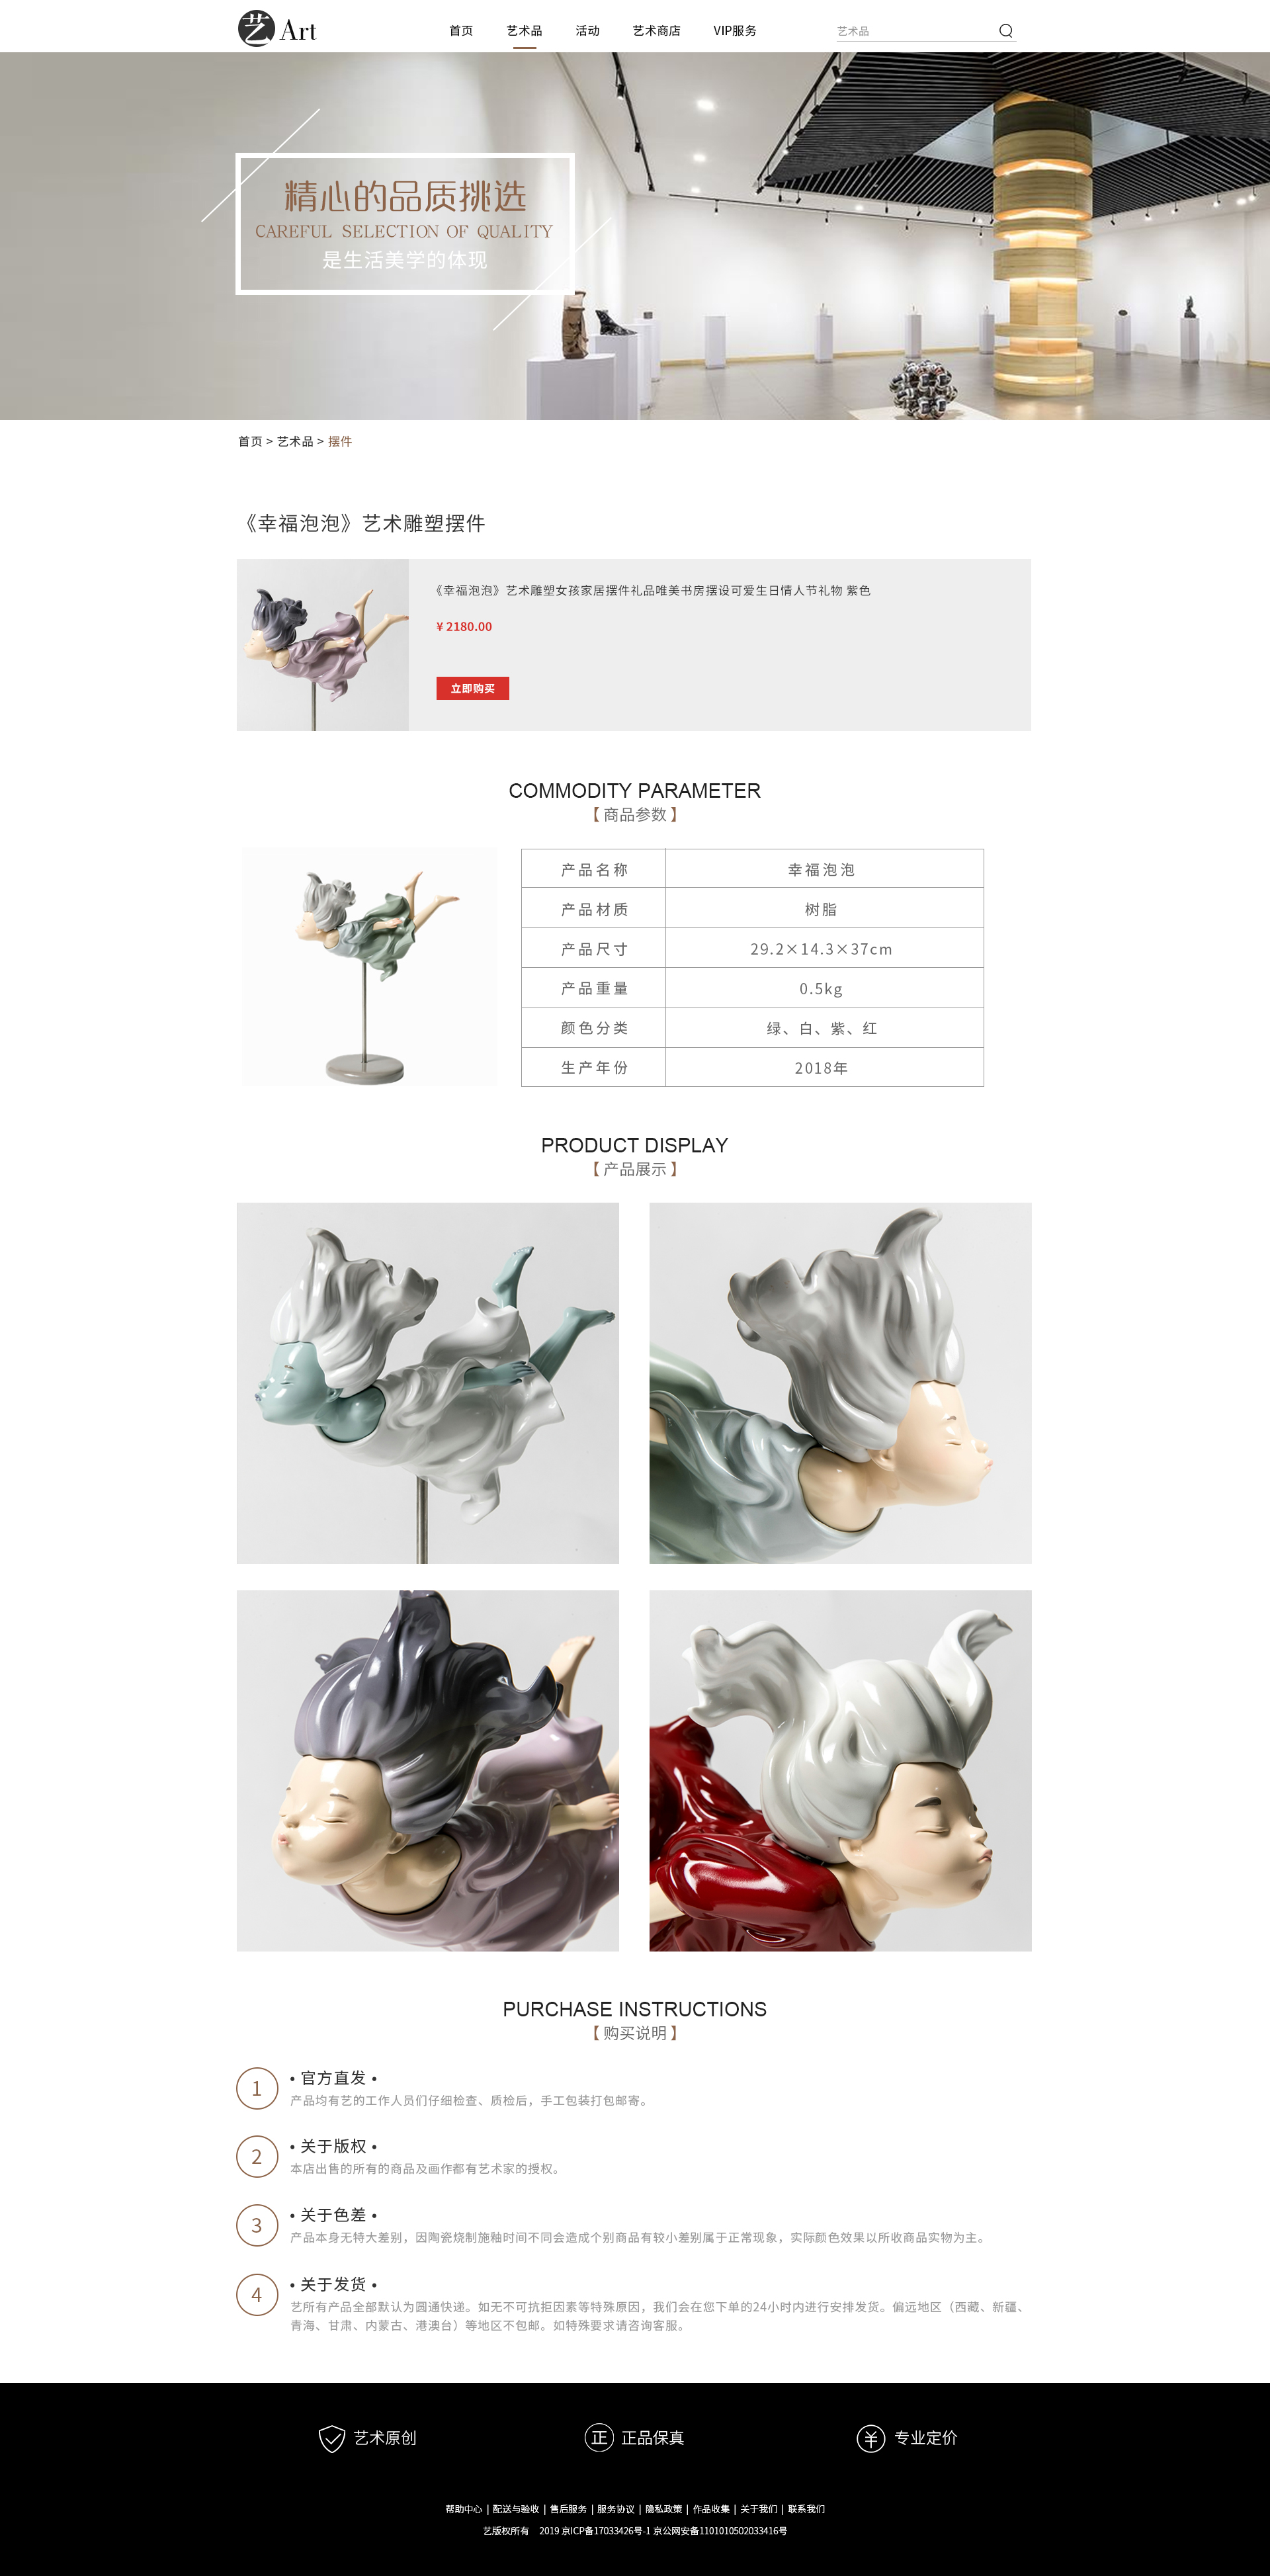 艺 Art
首页 艺术品 活动 艺术商店 VIP服务 艺术品
精心的品质挑选
CAREFUL SELECTION OF QUALITY
是生活美学的体现
首页 > 艺术品 > 摆件
《幸福泡泡》艺术雕塑摆件
《幸福泡泡》艺术雕塑女孩家居摆件礼品唯美书房摆设可爱生日情人节礼物 紫色
¥ 2180.00
立即购买
COMMODITY PARAMETER
【 商品参数 】
产品名称 幸福泡泡
产品材质 树脂
产品尺寸 29.2×14.3×37cm
产品重量 0.5kg
颜色分类 绿、白、紫、红
生产年份 2018年
PRODUCT DISPLAY
【 产品展示 】
PURCHASE INSTRUCTIONS
【 购买说明 】
1 • 官方直发 •
产品均有艺的工作人员们仔细检查、质检后，手工包装打包邮寄。
2 • 关于版权 •
本店出售的所有的商品及画作都有艺术家的授权。
3 • 关于色差 •
产品本身无特大差别，因陶瓷烧制施釉时间不同会造成个别商品有较小差别属于正常现象，实际颜色效果以所收商品实物为主。
4 • 关于发货 •
艺所有产品全部默认为圆通快递。如无不可抗拒因素等特殊原因，我们会在您下单的24小时内进行安排发货。偏远地区（西藏、新疆、
青海、甘肃、内蒙古、港澳台）等地区不包邮。如特殊要求请咨询客服。
艺术原创 正 正品保真 ¥ 专业定价
帮助中心 | 配送与验收 | 售后服务 | 服务协议 | 隐私政策 | 作品收集 | 关于我们 | 联系我们
艺版权所有 2019 京ICP备17033426号-1 京公网安备1101010502033416号